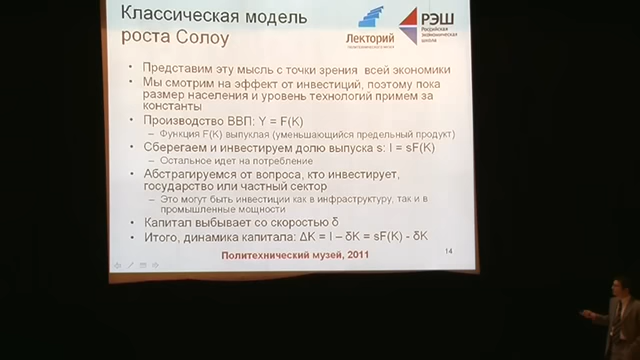 Классическая модель
роста Солоу
Лекторий
ПОЛИТЕХНИЧЕСКОГО МУЗЕЯ
РЭШ
Российская
экономическая
школа
• Представим эту мысль с точки зрения всей экономики
• Мы смотрим на эффект от инвестиций, поэтому пока
размер населения и уровень технологий примем за
константы
• Производство ВВП: Y = F(K)
– Функция F(K) выпуклая (уменьшающийся предельный продукт)
• Сберегаем и инвестируем долю выпуска s: I = sF(K)
– Остальное идет на потребление
• Абстрагируемся от вопроса, кто инвестирует,
государство или частный сектор
– Это могут быть инвестиции как в инфраструктуру, так и в
промышленные мощности
• Капитал выбывает со скоростью δ
• Итого, динамика капитала: ΔK = I – δK = sF(K) - δK
Политехнический музей, 2011
14